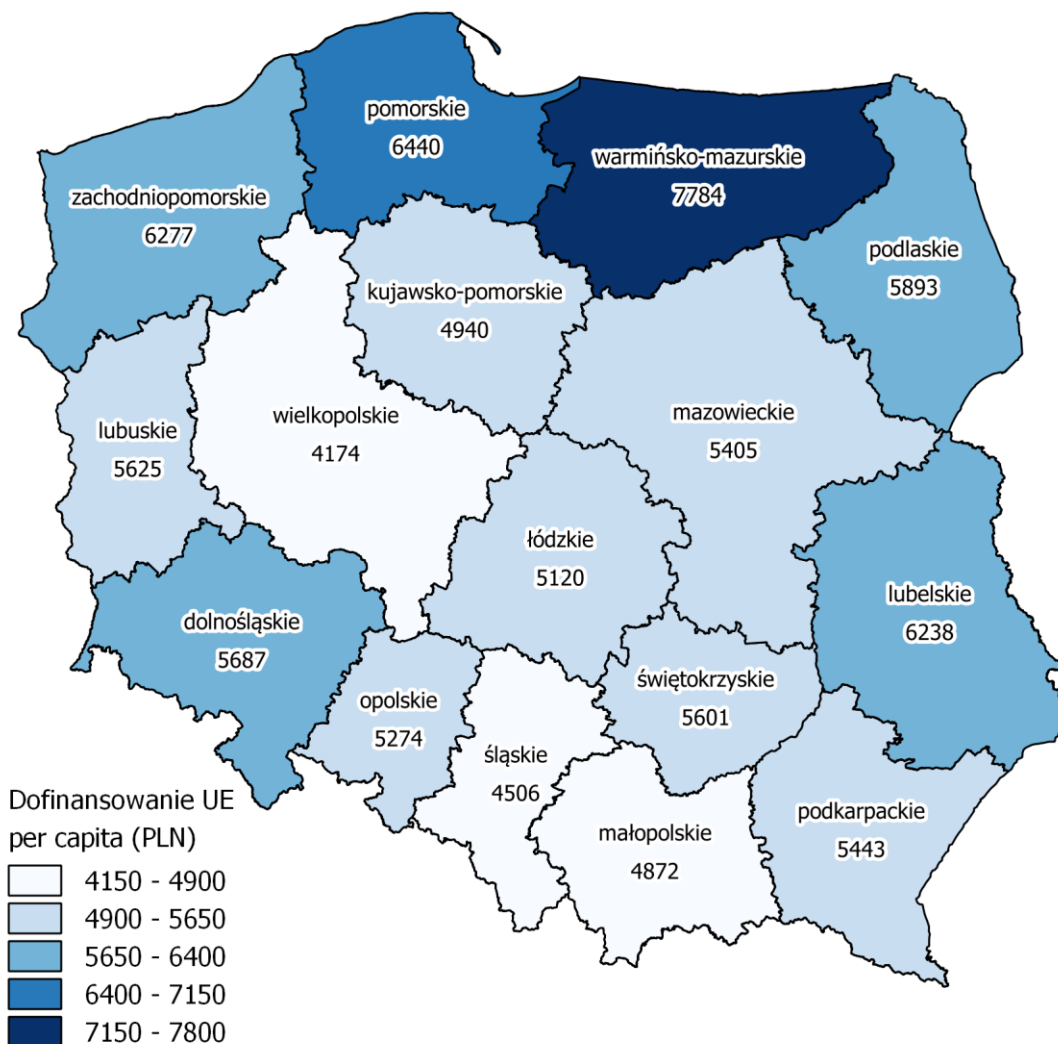 pomorskie
6440
warmińsko-mazurskie
7784
zachodniopomorskie
6277
podlaskie
5893
kujawsko-pomorskie
4940
mazowieckie
5405
wielkopolskie
4174
lubuskie
5625
łódzkie
5120
lubelskie
6238
dolnośląskie
5687
świętokrzyskie
5601
opolskie
5274
śląskie
4506
małopolskie
4872
podkarpackie
5443
Dofinansowanie UE
per capita (PLN)
4150 - 4900
4900 - 5650
5650 - 6400
6400 - 7150
7150 - 7800